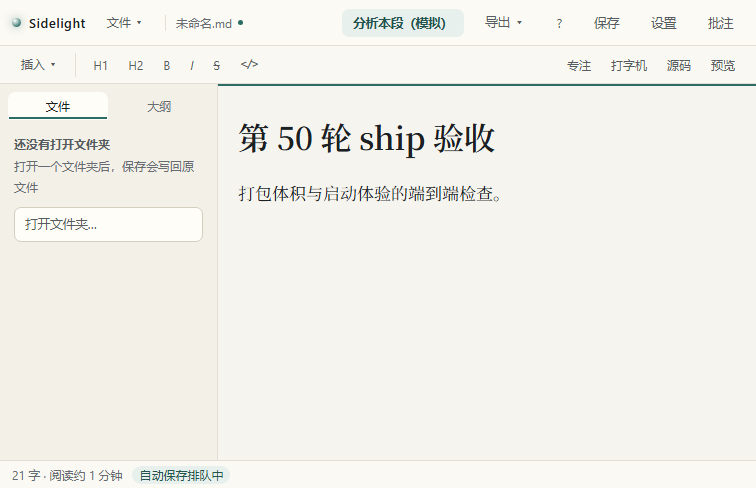 Sidelight 文件 ▾ 未命名.md ● 分析本段（模拟） 导出 ▾ ? 保存 设置 批注
插入 ▾ H1 H2 B I S </> 专注 打字机 源码 预览
文件 大纲
还没有打开文件夹
打开一个文件夹后，保存会写回原
文件
打开文件夹...
第 50 轮 ship 验收
打包体积与启动体验的端到端检查。
21 字 · 阅读约 1 分钟 自动保存排队中